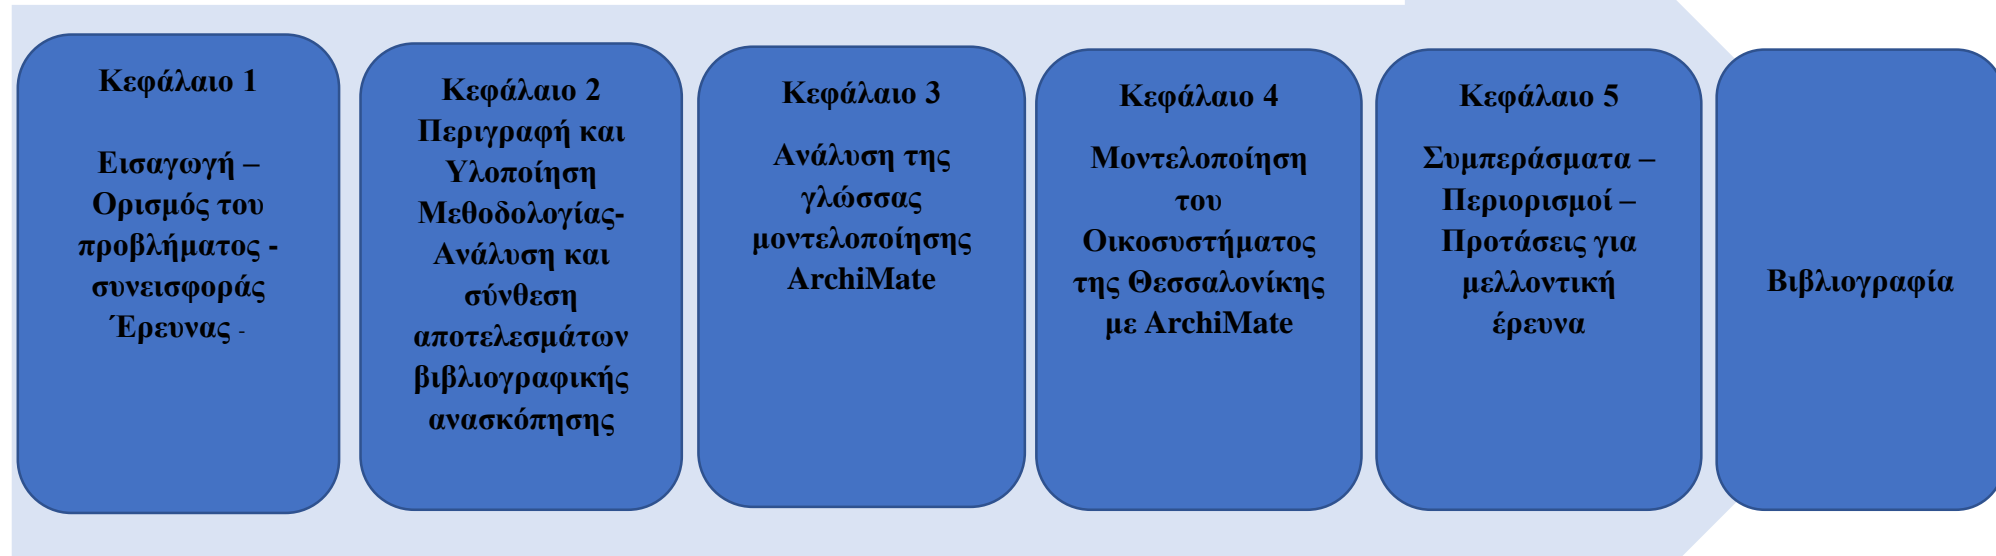 Κεφάλαιο 1
Εισαγωγή –
Ορισμός του
προβλήματος -
συνεισφοράς
Έρευνας -
Κεφάλαιο 2
Περιγραφή και
Υλοποίηση
Μεθοδολογίας-
Ανάλυση και
σύνθεση
αποτελεσμάτων
βιβλιογραφικής
ανασκόπησης
Κεφάλαιο 3
Ανάλυση της
γλώσσας
μοντελοποίησης
ArchiMate
Κεφάλαιο 4
Μοντελοποίηση
του
Οικοσυστήματος
της Θεσσαλονίκης
με ArchiMate
Κεφάλαιο 5
Συμπεράσματα –
Περιορισμοί –
Προτάσεις για
μελλοντική
έρευνα
Βιβλιογραφία